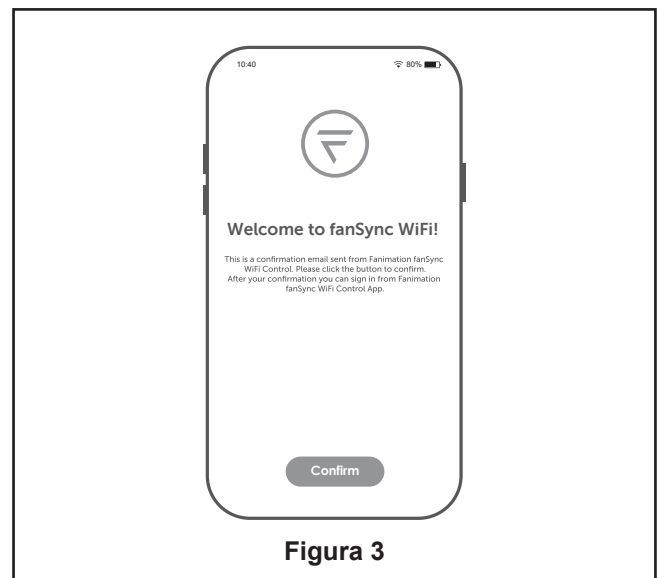 10:40
80%
Welcome to fanSync WiFi!
This is a confirmation email sent from Fanimation fanSync
WiFi Control. Please click the button to confirm.
After your confirmation you can sign in from Fanimation
fanSync WiFi Control App.
Confirm
Figura 3